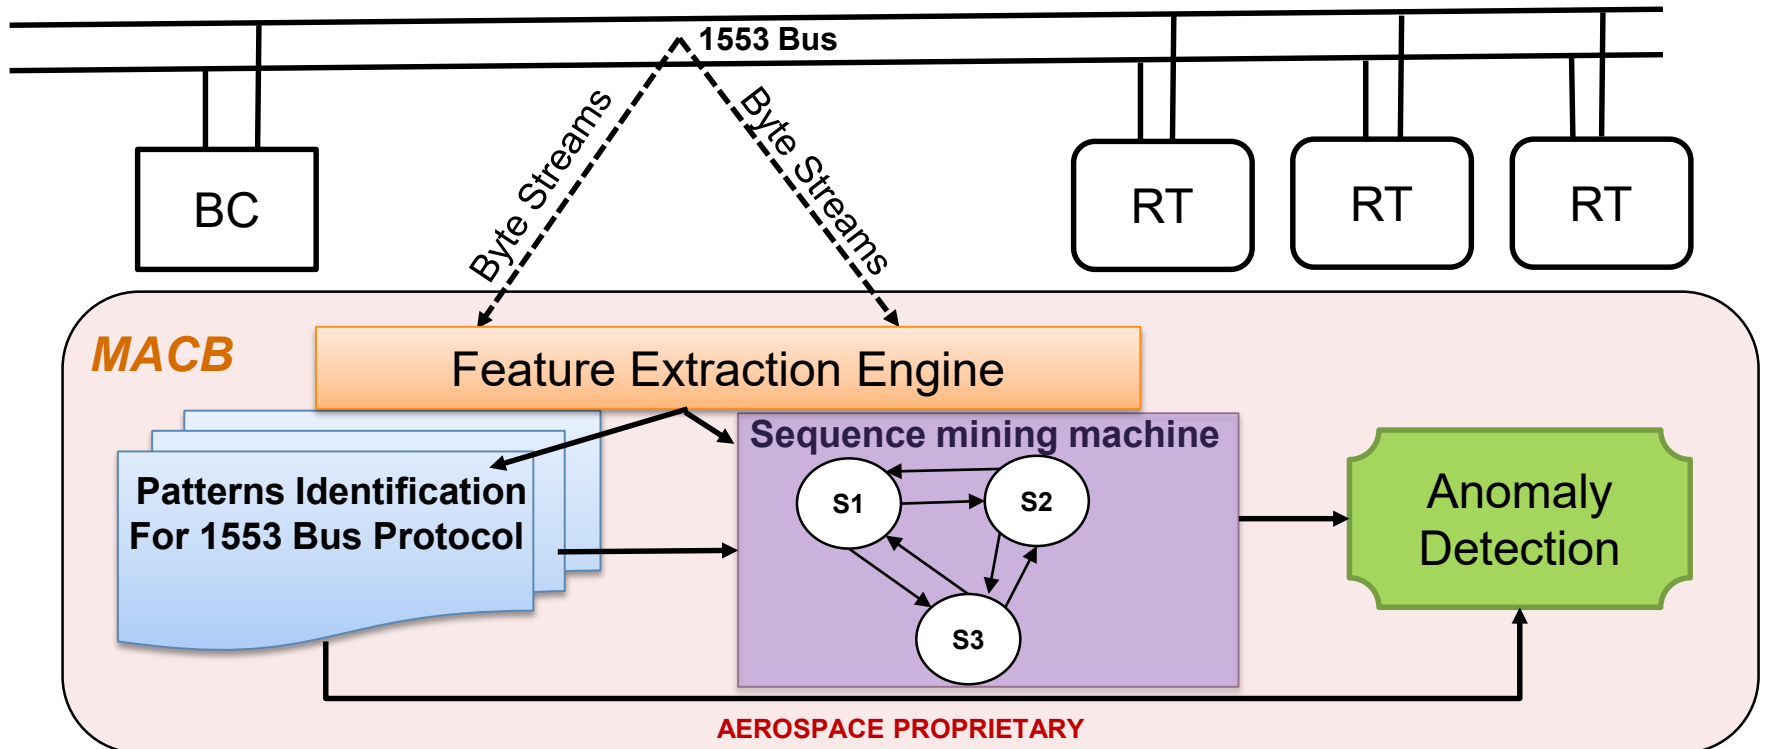 1553 Bus
Byte Streams
Byte Streams
BC
RT
RT
RT
MACB
Feature Extraction Engine
Patterns Identification
For 1553 Bus Protocol
Sequence mining machine
S1
S2
S3
Anomaly
Detection
AEROSPACE PROPRIETARY